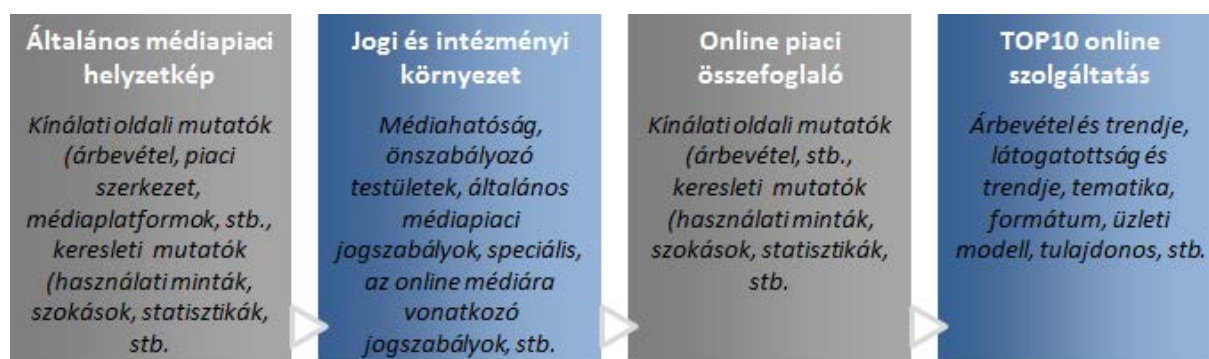 Általános médiapiaci
helyzetkép
Kínálati oldali mutatók
(árbevétel, piaci
szerkezet,
médiaplatformok, stb.,
keresleti mutatók
(használati minták,
szokások, statisztikák,
stb.
Jogi és intézményi
környezet
Médiahatóság,
önszabályozó
testületek, általános
médiapiaci
jogszabályok, speciális,
az online médiára
vonatkozó
jogszabályok, stb.
Online piaci
összefoglaló
Kínálati oldali mutatók
(árbevétel, stb.,
keresleti mutatók
(használati minták,
szokások, statisztikák,
stb.
TOP10 online
szolgáltatás
Árbevétel és trendje,
látogatottság és
trendje, tematika,
formátum, üzleti
modell, tulajdonos, stb.